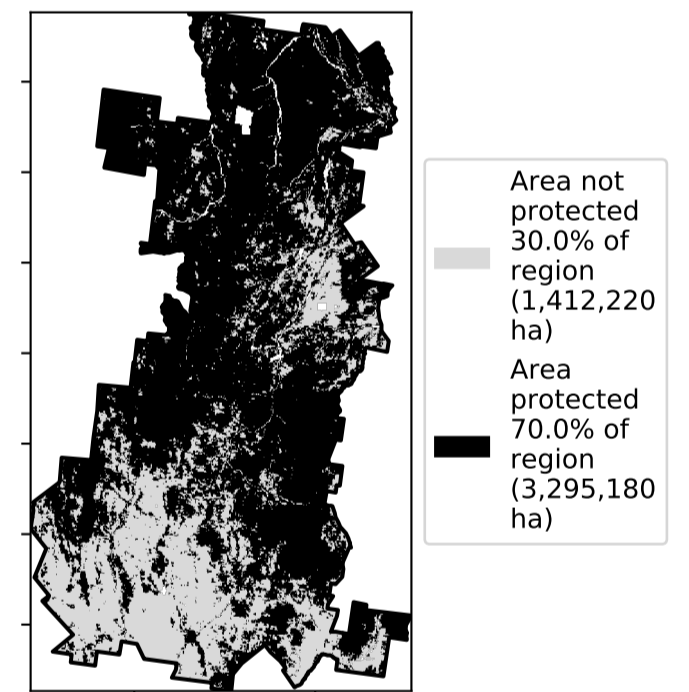 Area not
protected
30.0% of
region
(1,412,220
ha)
Area
protected
70.0% of
region
(3,295,180
ha)